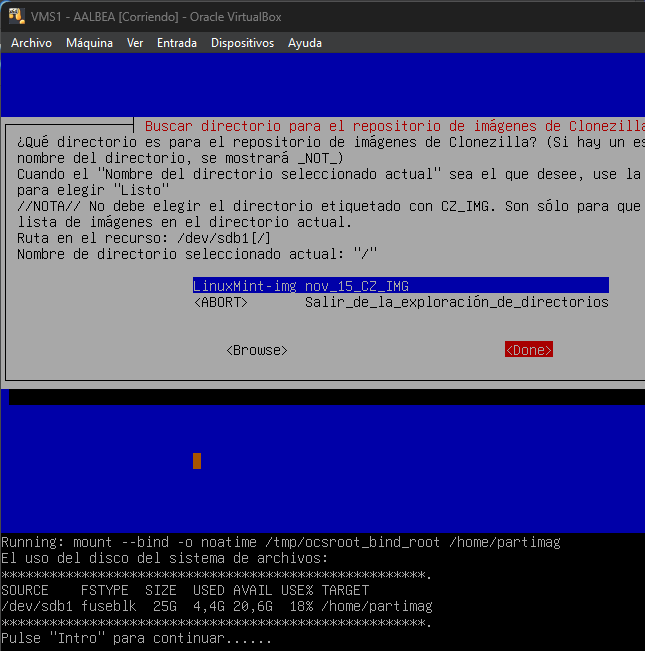 VMS1 - AALBEA [Corriendo] - Oracle VirtualBox
Archivo Máquina Ver Entrada Dispositivos Ayuda
Buscar directorio para el repositorio de imágenes de Clonezilla
¿Qué directorio es para el repositorio de imágenes de Clonezilla? (Si hay un es
nombre del directorio, se mostrará _NOT_)
Cuando el "Nombre del directorio seleccionado actual" sea el que desee, use la
para elegir "Listo"
//NOTA// No debe elegir el directorio etiquetado con CZ_IMG. Son sólo para que
lista de imágenes en el directorio actual.
Ruta en el recurso: /dev/sdb1[/]
Nombre de directorio seleccionado actual: "/"
LinuxMint-img nov_15_CZ_IMG
<ABORT> Salir_de_la_exploración_de_directorios
<Browse> <Done>
Running: mount --bind -o noatime /tmp/ocsroot_bind_root /home/partimag
El uso del disco del sistema de archivos:
*****************************************************.
SOURCE FSTYPE SIZE USED AVAIL USE% TARGET
/dev/sdb1 fuseblk 25G 4,4G 20,6G 18% /home/partimag
*****************************************************.
Pulse "Intro" para continuar......